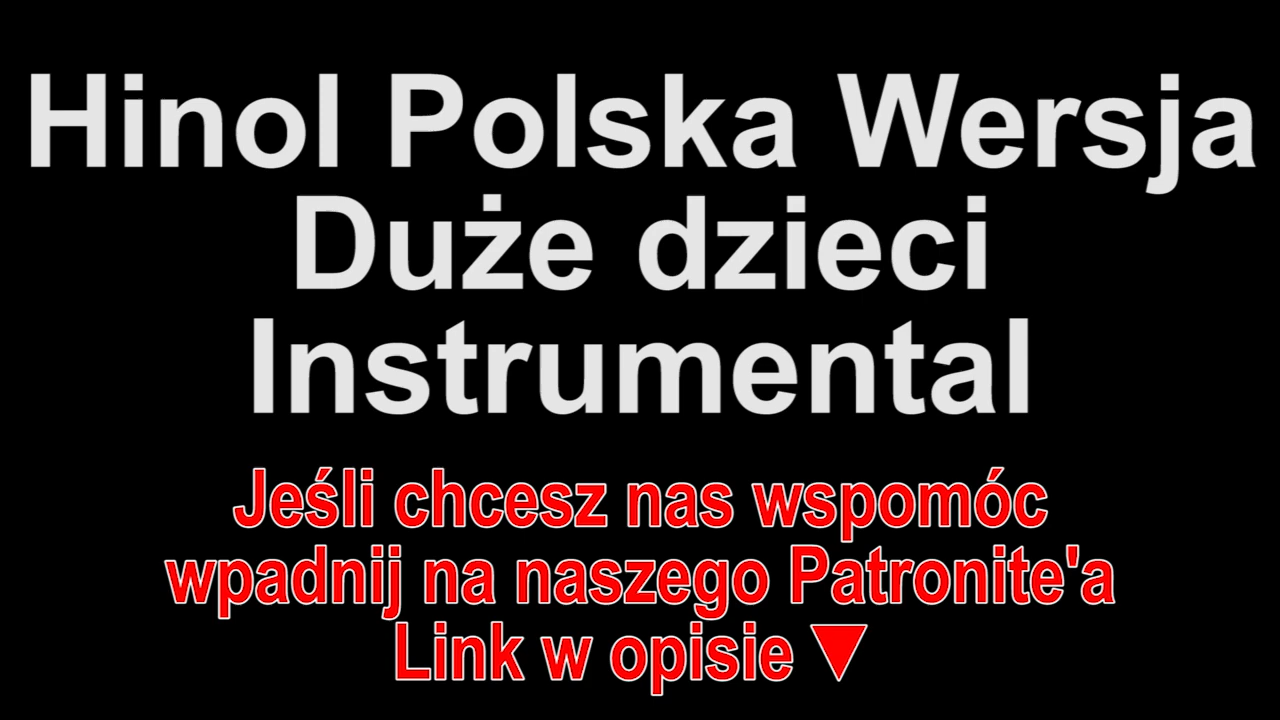 Hinol Polska Wersja
Duże dzieci
Instrumental
Jeśli chcesz nas wspomóc
wpadnij na naszego Patronite'a
Link w opisie ▼